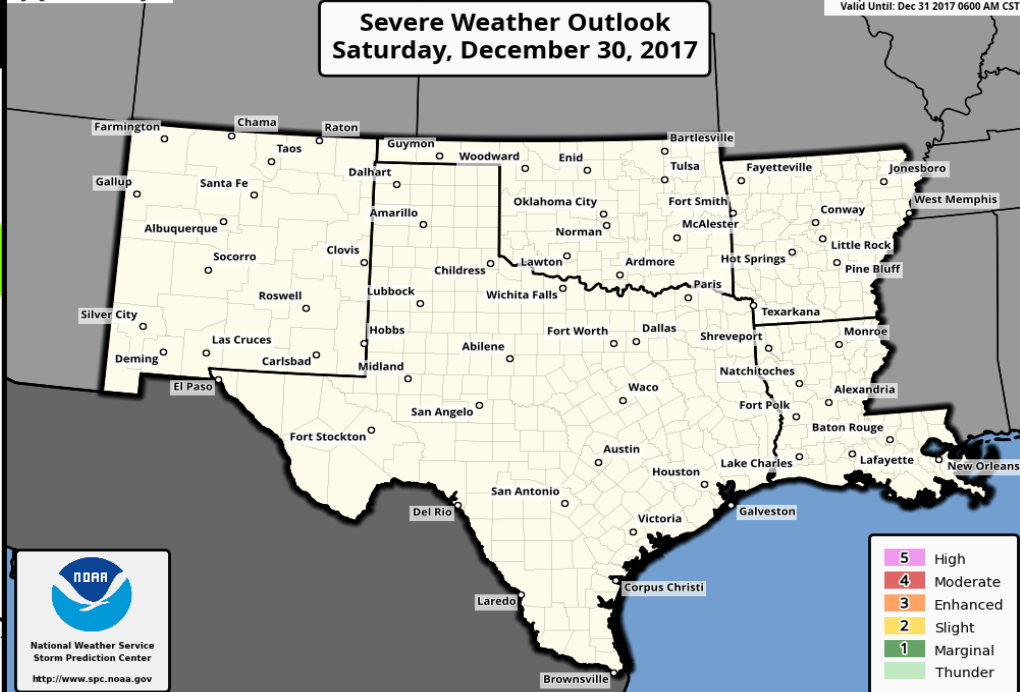 Valid Until: Dec 31 2017 0600 AM CST
Severe Weather Outlook
Saturday, December 30, 2017
Farmington
Chama
Raton
Taos
Guymon
Woodward
Enid
Bartlesville
Tulsa
Fayetteville
Jonesboro
Gallup
Santa Fe
Dalhart
Oklahoma City
Fort Smith
West Memphis
Albuquerque
Amarillo
Norman
McAlester
Conway
Socorro
Clovis
Childress
Lawton
Ardmore
Hot Springs
Little Rock
Pine Bluff
Roswell
Lubbock
Wichita Falls
Paris
Texarkana
Silver City
Las Cruces
Hobbs
Fort Worth
Dallas
Shreveport
Monroe
Deming
Carlsbad
Midland
Abilene
Natchitoches
El Paso
Waco
Alexandria
San Angelo
Fort Polk
Fort Stockton
Baton Rouge
Austin
Houston
Lake Charles
Lafayette
New Orleans
San Antonio
Del Rio
Victoria
Galveston
Corpus Christi
Laredo
Brownsville
NOAA
National Weather Service
Storm Prediction Center
http://www.spc.noaa.gov
5 High
4 Moderate
3 Enhanced
2 Slight
1 Marginal
Thunder